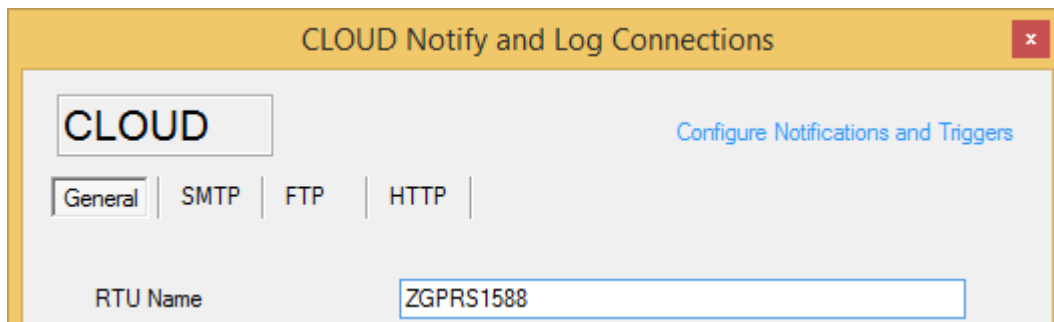 CLOUD Notify and Log Connections
x
CLOUD
Configure Notifications and Triggers
General SMTP FTP HTTP
RTU Name ZGPRS1588